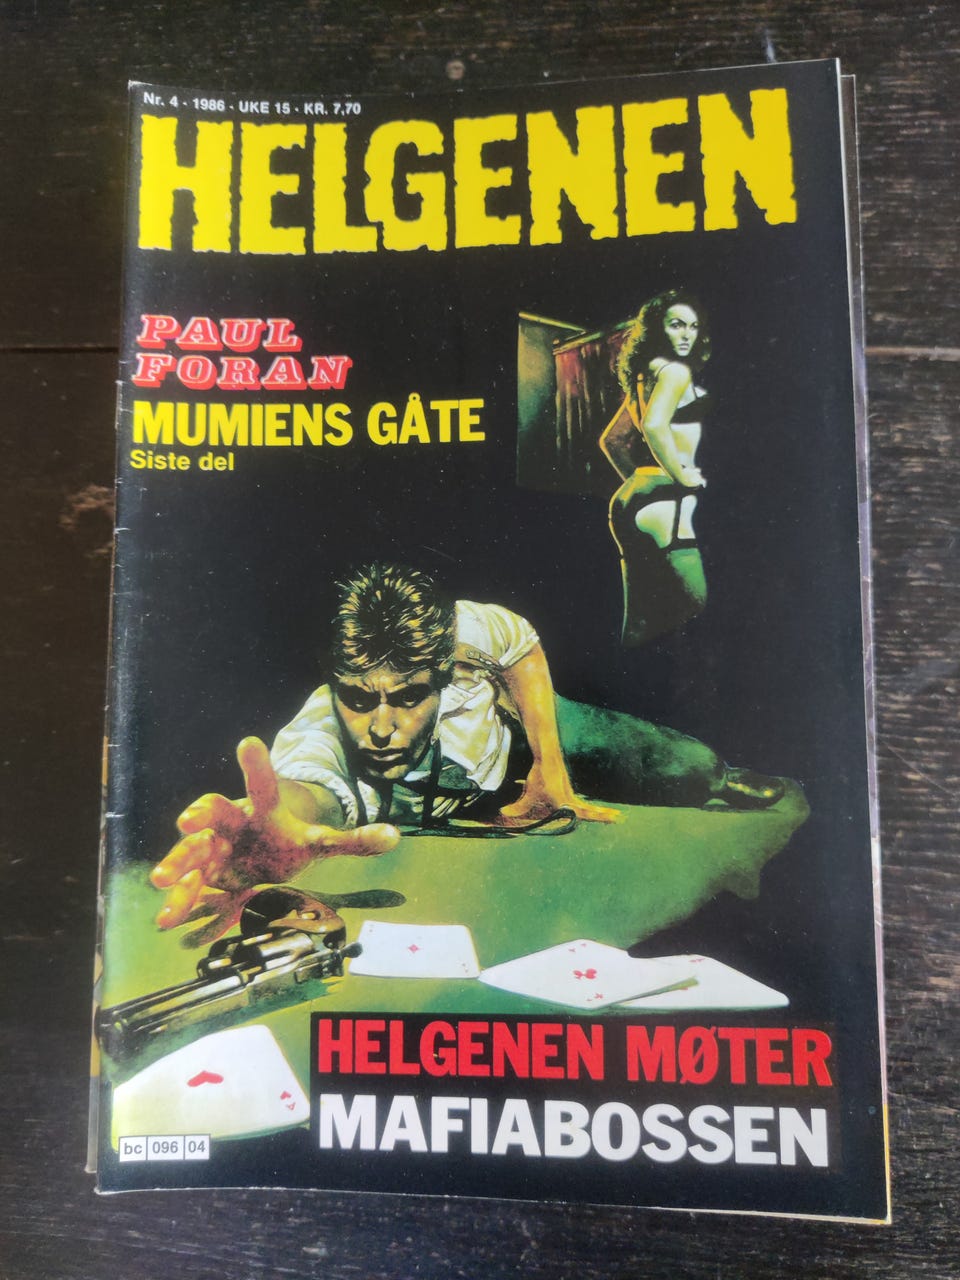 Nr. 4 - 1986 - UKE 15 - KR. 7,70
HELGENEN
PAUL
FORAN
MUMIENS GÅTE
Siste del
HELGENEN MØTER
MAFIABOSSEN
bc 096 04